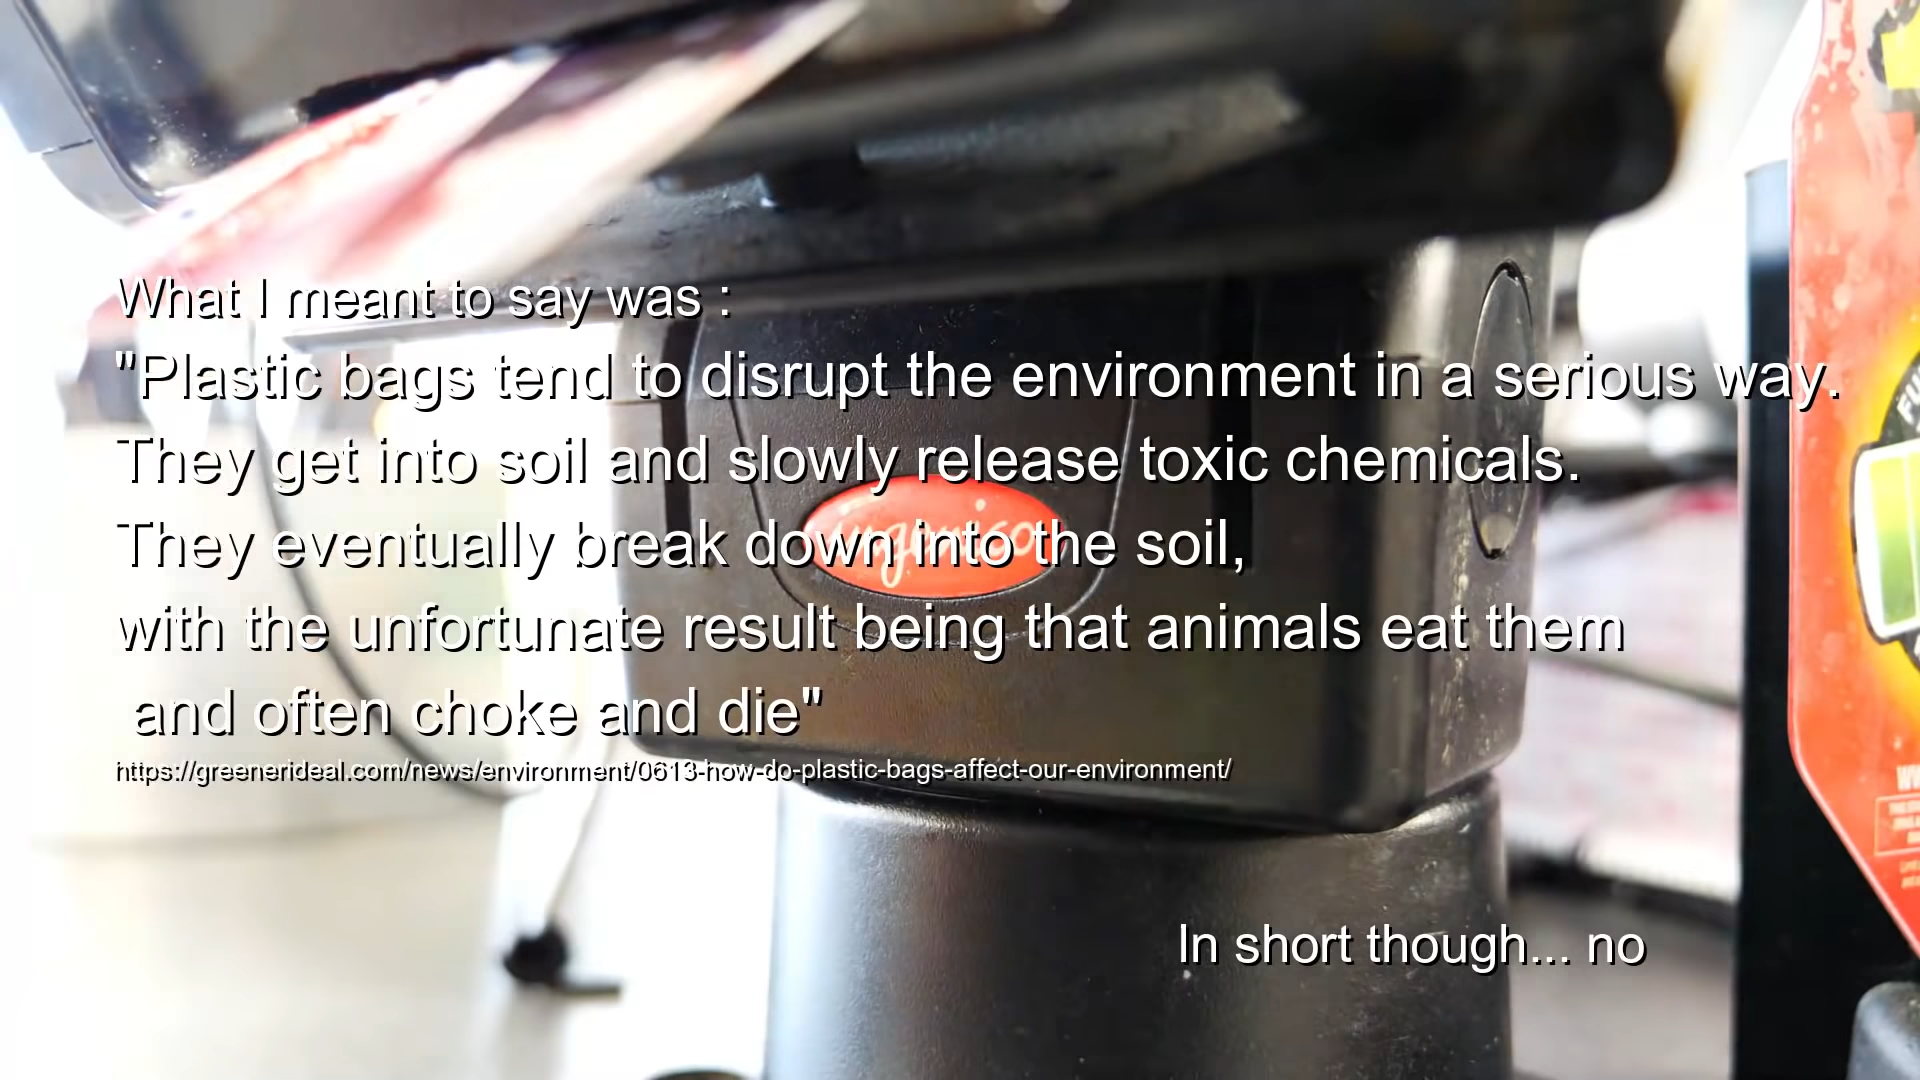 What I meant to say was :
"Plastic bags tend to disrupt the environment in a serious way.
They get into soil and slowly release toxic chemicals.
They eventually break down into the soil,
with the unfortunate result being that animals eat them
and often choke and die"
https://greenerideal.com/news/environment/0613-how-do-plastic-bags-affect-our-environment/
ingenico
In short though... no